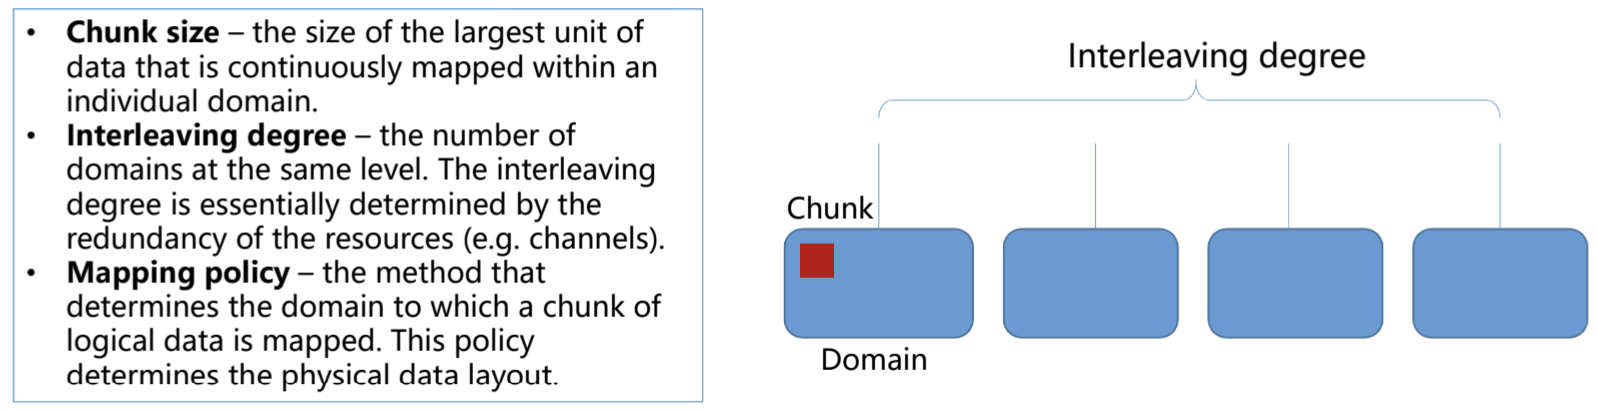 • Chunk size – the size of the largest unit of
data that is continuously mapped within an
individual domain.
• Interleaving degree – the number of
domains at the same level. The interleaving
degree is essentially determined by the
redundancy of the resources (e.g. channels).
• Mapping policy – the method that
determines the domain to which a chunk of
logical data is mapped. This policy
determines the physical data layout.
Interleaving degree
Chunk
Domain